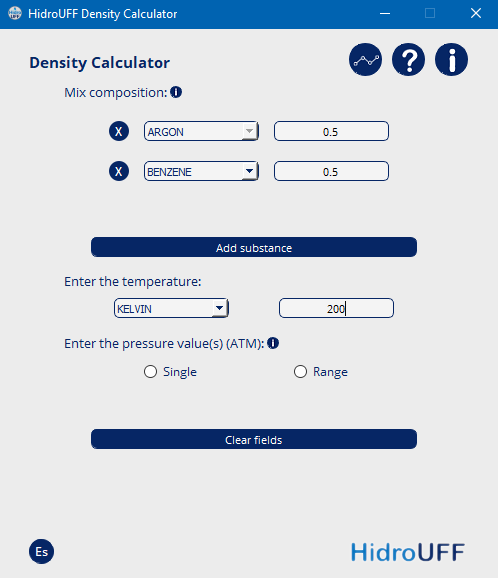 HidroUFF Density Calculator
Density Calculator
?
i
Mix composition: i
X ARGON 0.5
X BENZENE 0.5
Add substance
Enter the temperature:
KELVIN 200
Enter the pressure value(s) (ATM): i
Single Range
Clear fields
Es
HidroUFF